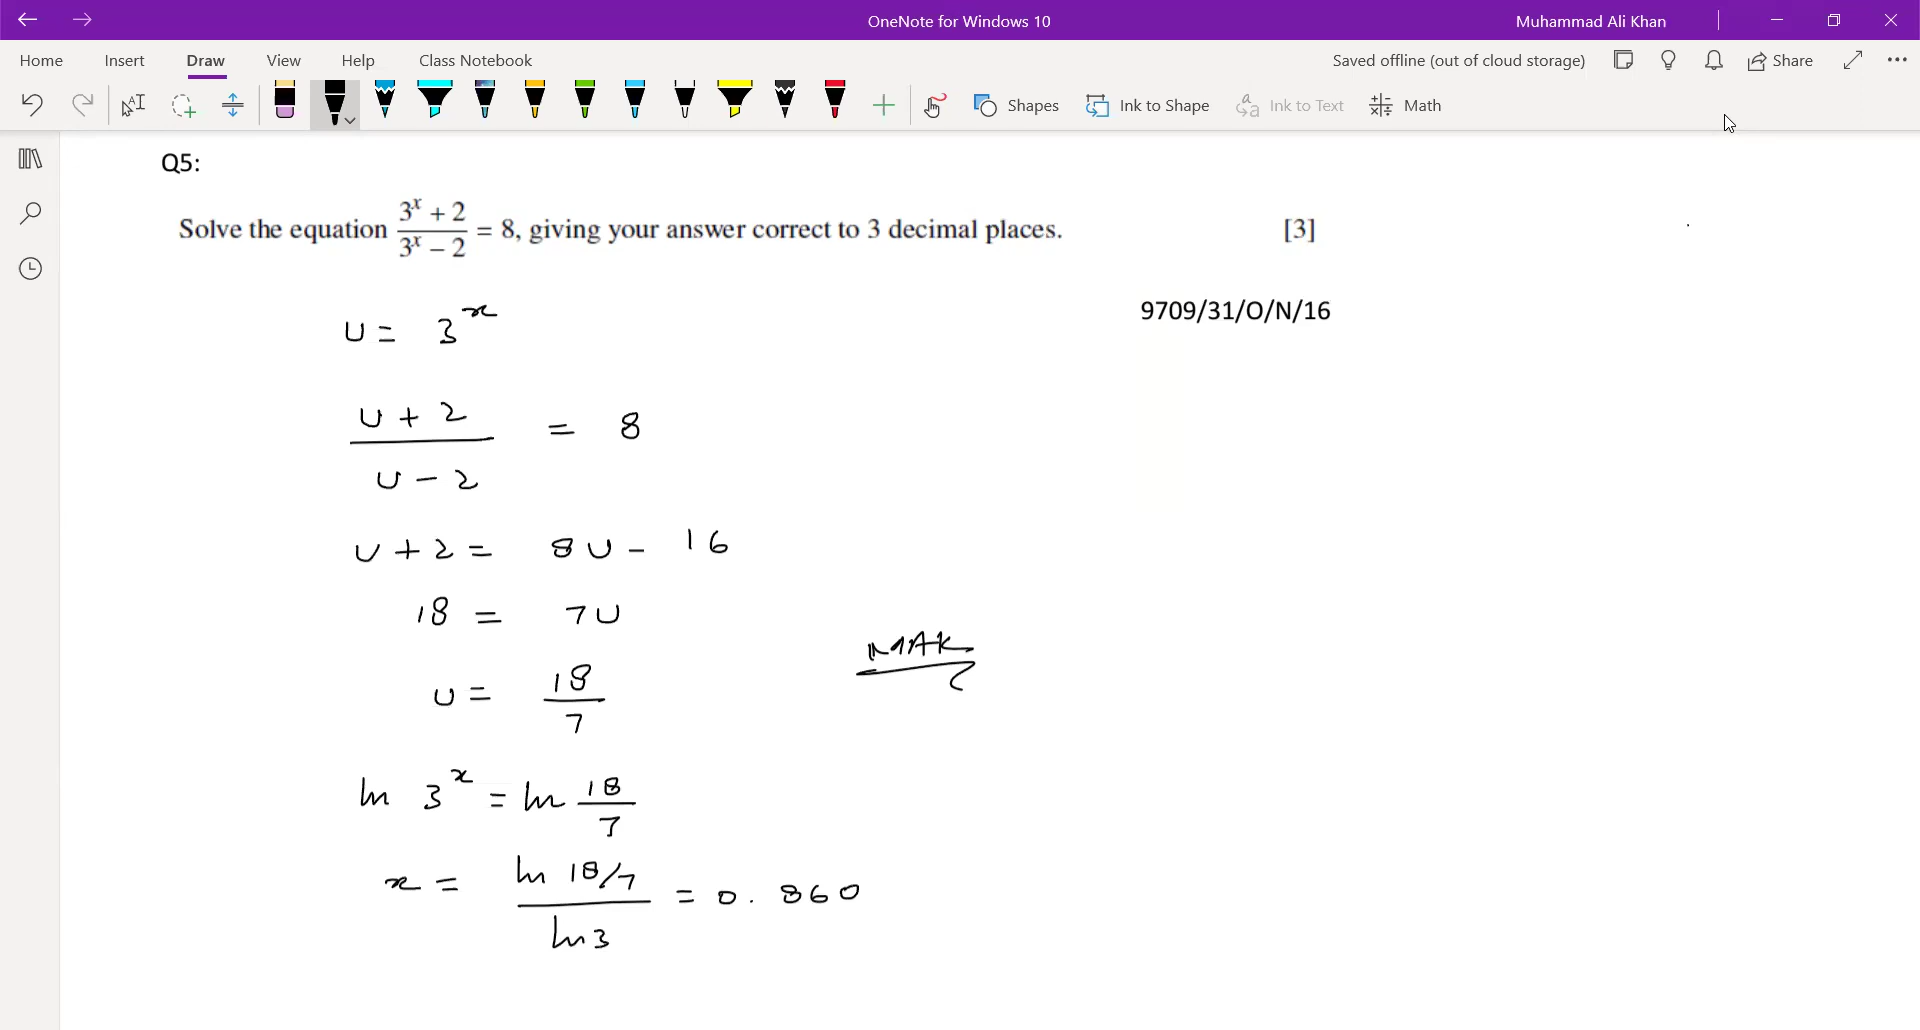 OneNote for Windows 10
Muhammad Ali Khan
Home Insert Draw View Help Class Notebook
Saved offline (out of cloud storage) Share
Shapes Ink to Shape Ink to Text Math
Q5:
Solve the equation (3^x + 2)/(3^x − 2) = 8, giving your answer correct to 3 decimal places. [3]
9709/31/O/N/16
u = 3^x
(u + 2)/(u − 2) = 8
u + 2 = 8u − 16
18 = 7u
MAK
u = 18/7
ln 3^x = ln 18/7
x = (ln 18/7)/(ln 3) = 0.860